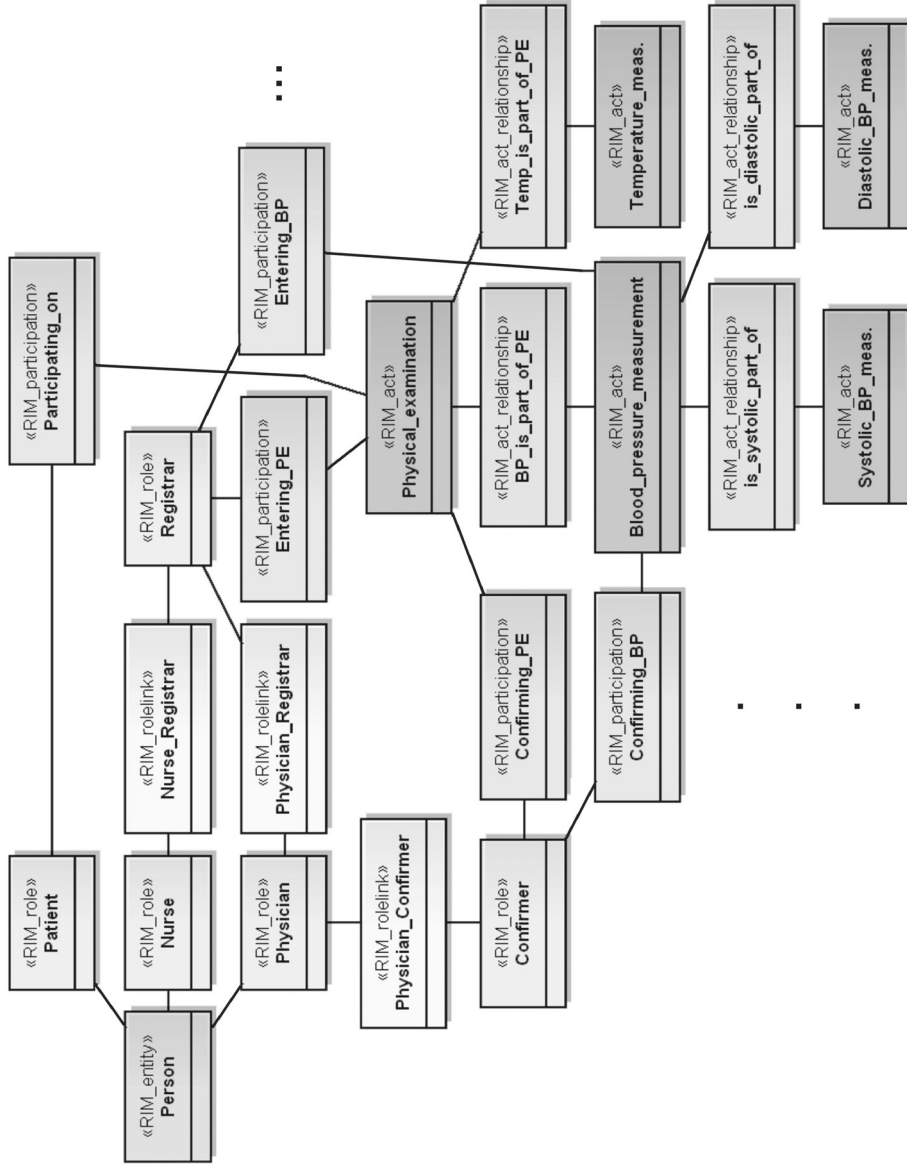 «RIM_entity»
Person
«RIM_role»
Patient
«RIM_role»
Nurse
«RIM_role»
Physician
«RIM_rolelink»
Physician_Confirmer
«RIM_role»
Confirmer
«RIM_rolelink»
Nurse_Registrar
«RIM_rolelink»
Physician_Registrar
«RIM_participation»
Confirming_PE
«RIM_participation»
Confirming_BP
«RIM_role»
Registrar
«RIM_participation»
Entering_PE
«RIM_act»
Physical_examination
«RIM_act_relationship»
BP_is_part_of_PE
«RIM_act»
Blood_pressure_measurement
«RIM_act_relationship»
is_systolic_part_of
«RIM_act»
Systolic_BP_meas.
«RIM_participation»
Participating_on
«RIM_participation»
Entering_BP
...
«RIM_act_relationship»
Temp_is_part_of_PE
«RIM_act»
Temperature_meas.
«RIM_act_relationship»
is_diastolic_part_of
«RIM_act»
Diastolic_BP_meas.
. . .